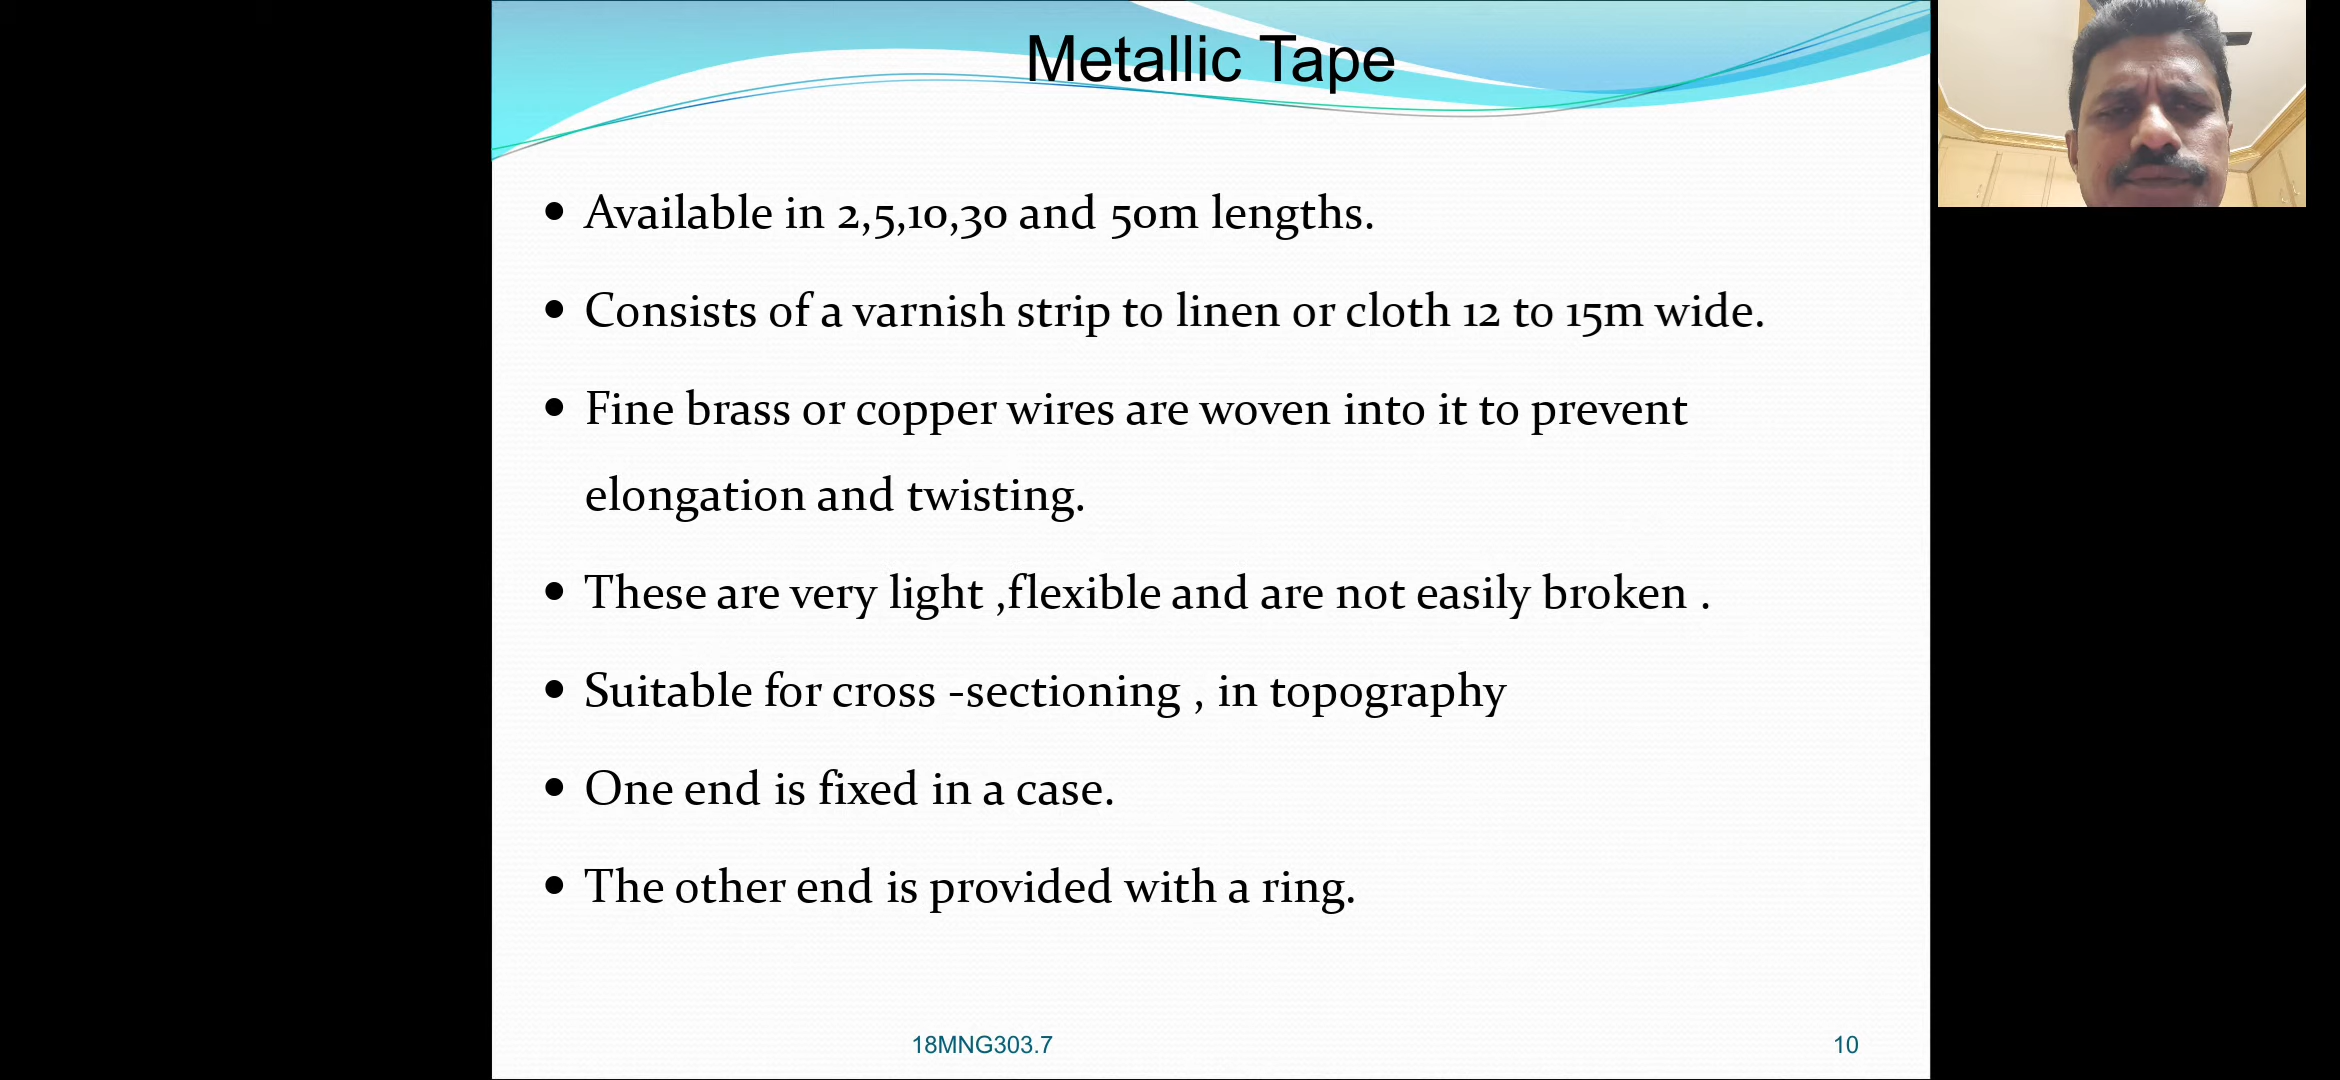 Metallic Tape
• Available in 2,5,10,30 and 50m lengths.
• Consists of a varnish strip to linen or cloth 12 to 15m wide.
• Fine brass or copper wires are woven into it to prevent
elongation and twisting.
• These are very light ,flexible and are not easily broken .
• Suitable for cross -sectioning , in topography
• One end is fixed in a case.
• The other end is provided with a ring.
18MNG303.7
10